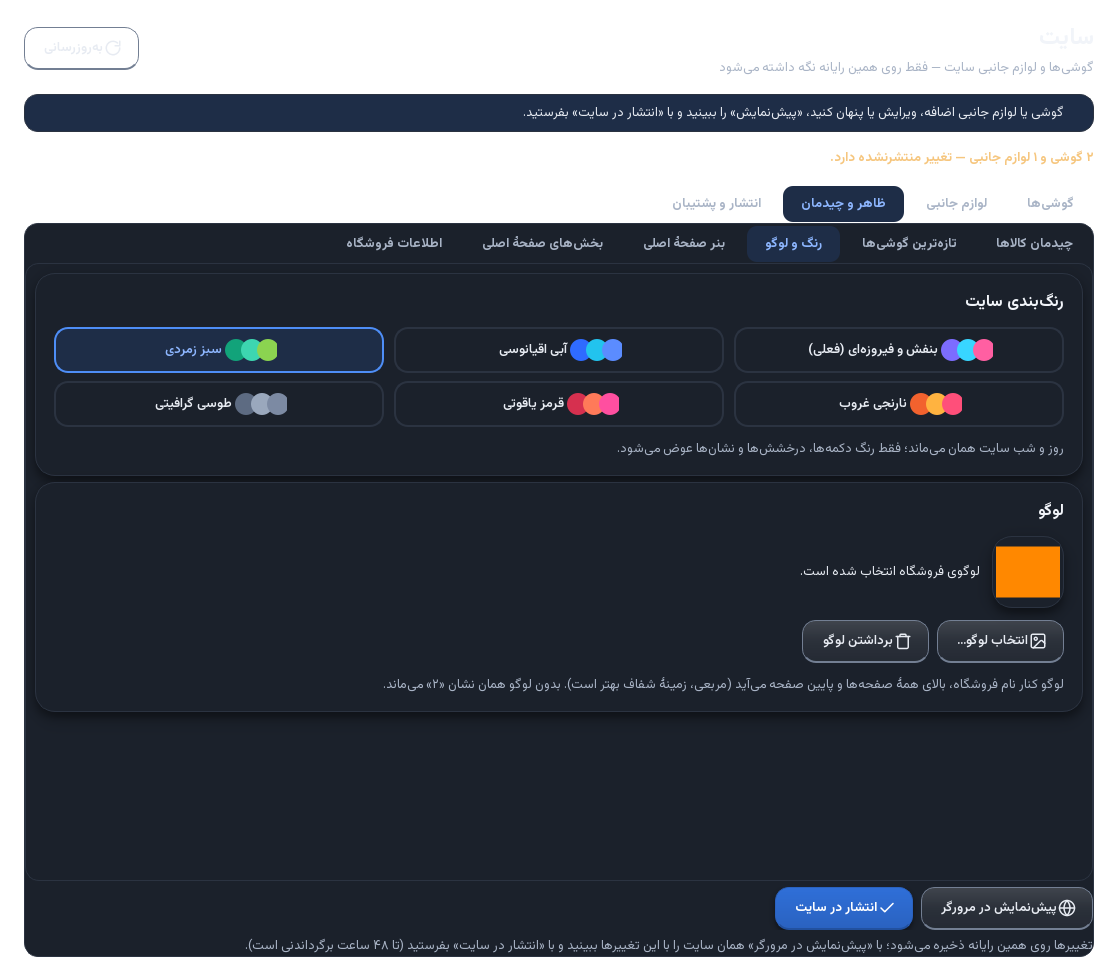 سایت
به‌روزرسانی
گوشی‌ها و لوازم جانبی سایت — فقط روی همین رایانه نگه داشته می‌شود
گوشی یا لوازم جانبی اضافه، ویرایش یا پنهان کنید، «پیش‌نمایش» را ببینید و با «انتشار در سایت» بفرستید.
۲ گوشی و ۱ لوازم جانبی — تغییر منتشرنشده دارد.
گوشی‌ها
لوازم جانبی
ظاهر و چیدمان
انتشار و پشتیبان
چیدمان کالاها
تازه‌ترین گوشی‌ها
رنگ و لوگو
بنر صفحهٔ اصلی
بخش‌های صفحهٔ اصلی
اطلاعات فروشگاه
رنگ‌بندی سایت
بنفش و فیروزه‌ای (فعلی)
آبی اقیانوسی
سبز زمردی
نارنجی غروب
قرمز یاقوتی
طوسی گرافیتی
روز و شب سایت همان می‌ماند؛ فقط رنگ دکمه‌ها، درخشش‌ها و نشان‌ها عوض می‌شود.
لوگو
لوگوی فروشگاه انتخاب شده است.
انتخاب لوگو...
برداشتن لوگو
لوگو کنار نام فروشگاه، بالای همهٔ صفحه‌ها و پایین صفحه می‌آید (مربعی، زمینهٔ شفاف بهتر است). بدون لوگو همان نشان «۲» می‌ماند.
پیش‌نمایش در مرورگر
انتشار در سایت
تغییرها روی همین رایانه ذخیره می‌شود؛ با «پیش‌نمایش در مرورگر» همان سایت را با این تغییرها ببینید و با «انتشار در سایت» بفرستید (تا ۴۸ ساعت برگرداندنی است).